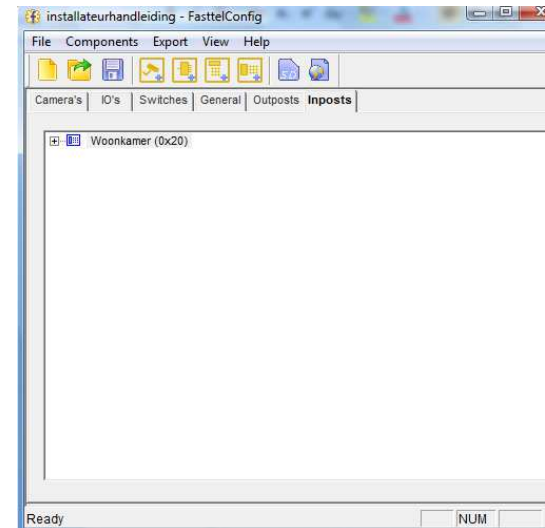 installateurhandleiding - FasttelConfig
File Components Export View Help
Camera's IO's Switches General Outposts Inposts
Woonkamer (0x20)
Ready NUM